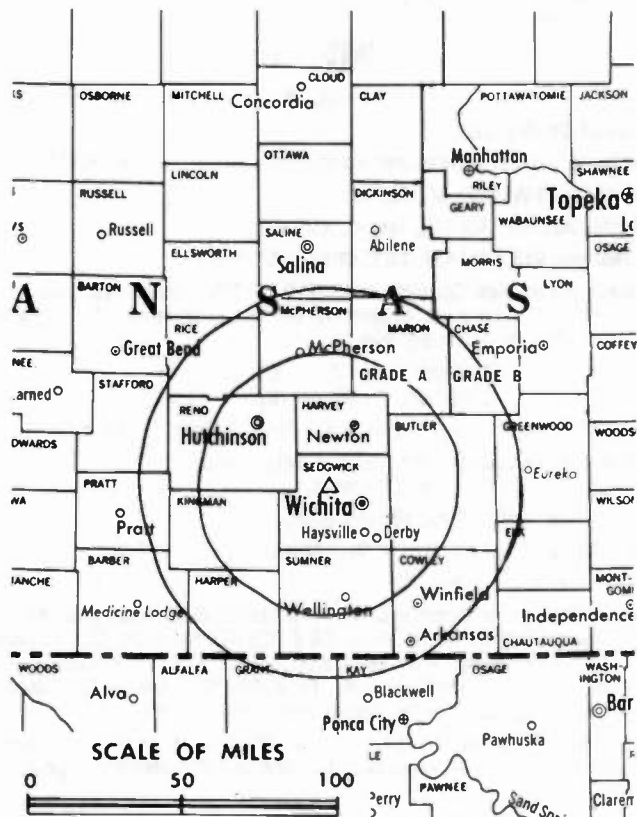 CLOUD
OSBORNE
MITCHELL
Concordia
CLAY
POTTAWATOMIE
JACKSON
OTTAWA
Manhattan
SHAWNEE
LINCOLN
RILEY
RUSSELL
DICKINSON
GEARY
Topeka
WABAUNSEE
Russell
SALINE
Abilene
OSAGE
ELLSWORTH
Salina
MORRIS
BARTON
LYON
A N S A S
RICE
McPHERSON
MARION
CHASE
Great Bend
McPherson
Emporia
COFFEY
GRADE A
GRADE B
STAFFORD
RENO
HARVEY
BUTLER
GREENWOOD
Hutchinson
Newton
SEDGWICK
PRATT
Eureka
KINGMAN
Wichita
Pratt
Haysville
Derby
ELK
BARBER
SUMNER
COWLEY
HARPER
Medicine Lodge
Wellington
Winfield
Independence
Arkansas
CHAUTAUQUA
WOODS
ALFALFA
GRANT
KAY
OSAGE
WASH-
INGTON
Alva
Blackwell
Ponca City
Pawhuska
SCALE OF MILES
0 50 100
PAWNEE
Perry